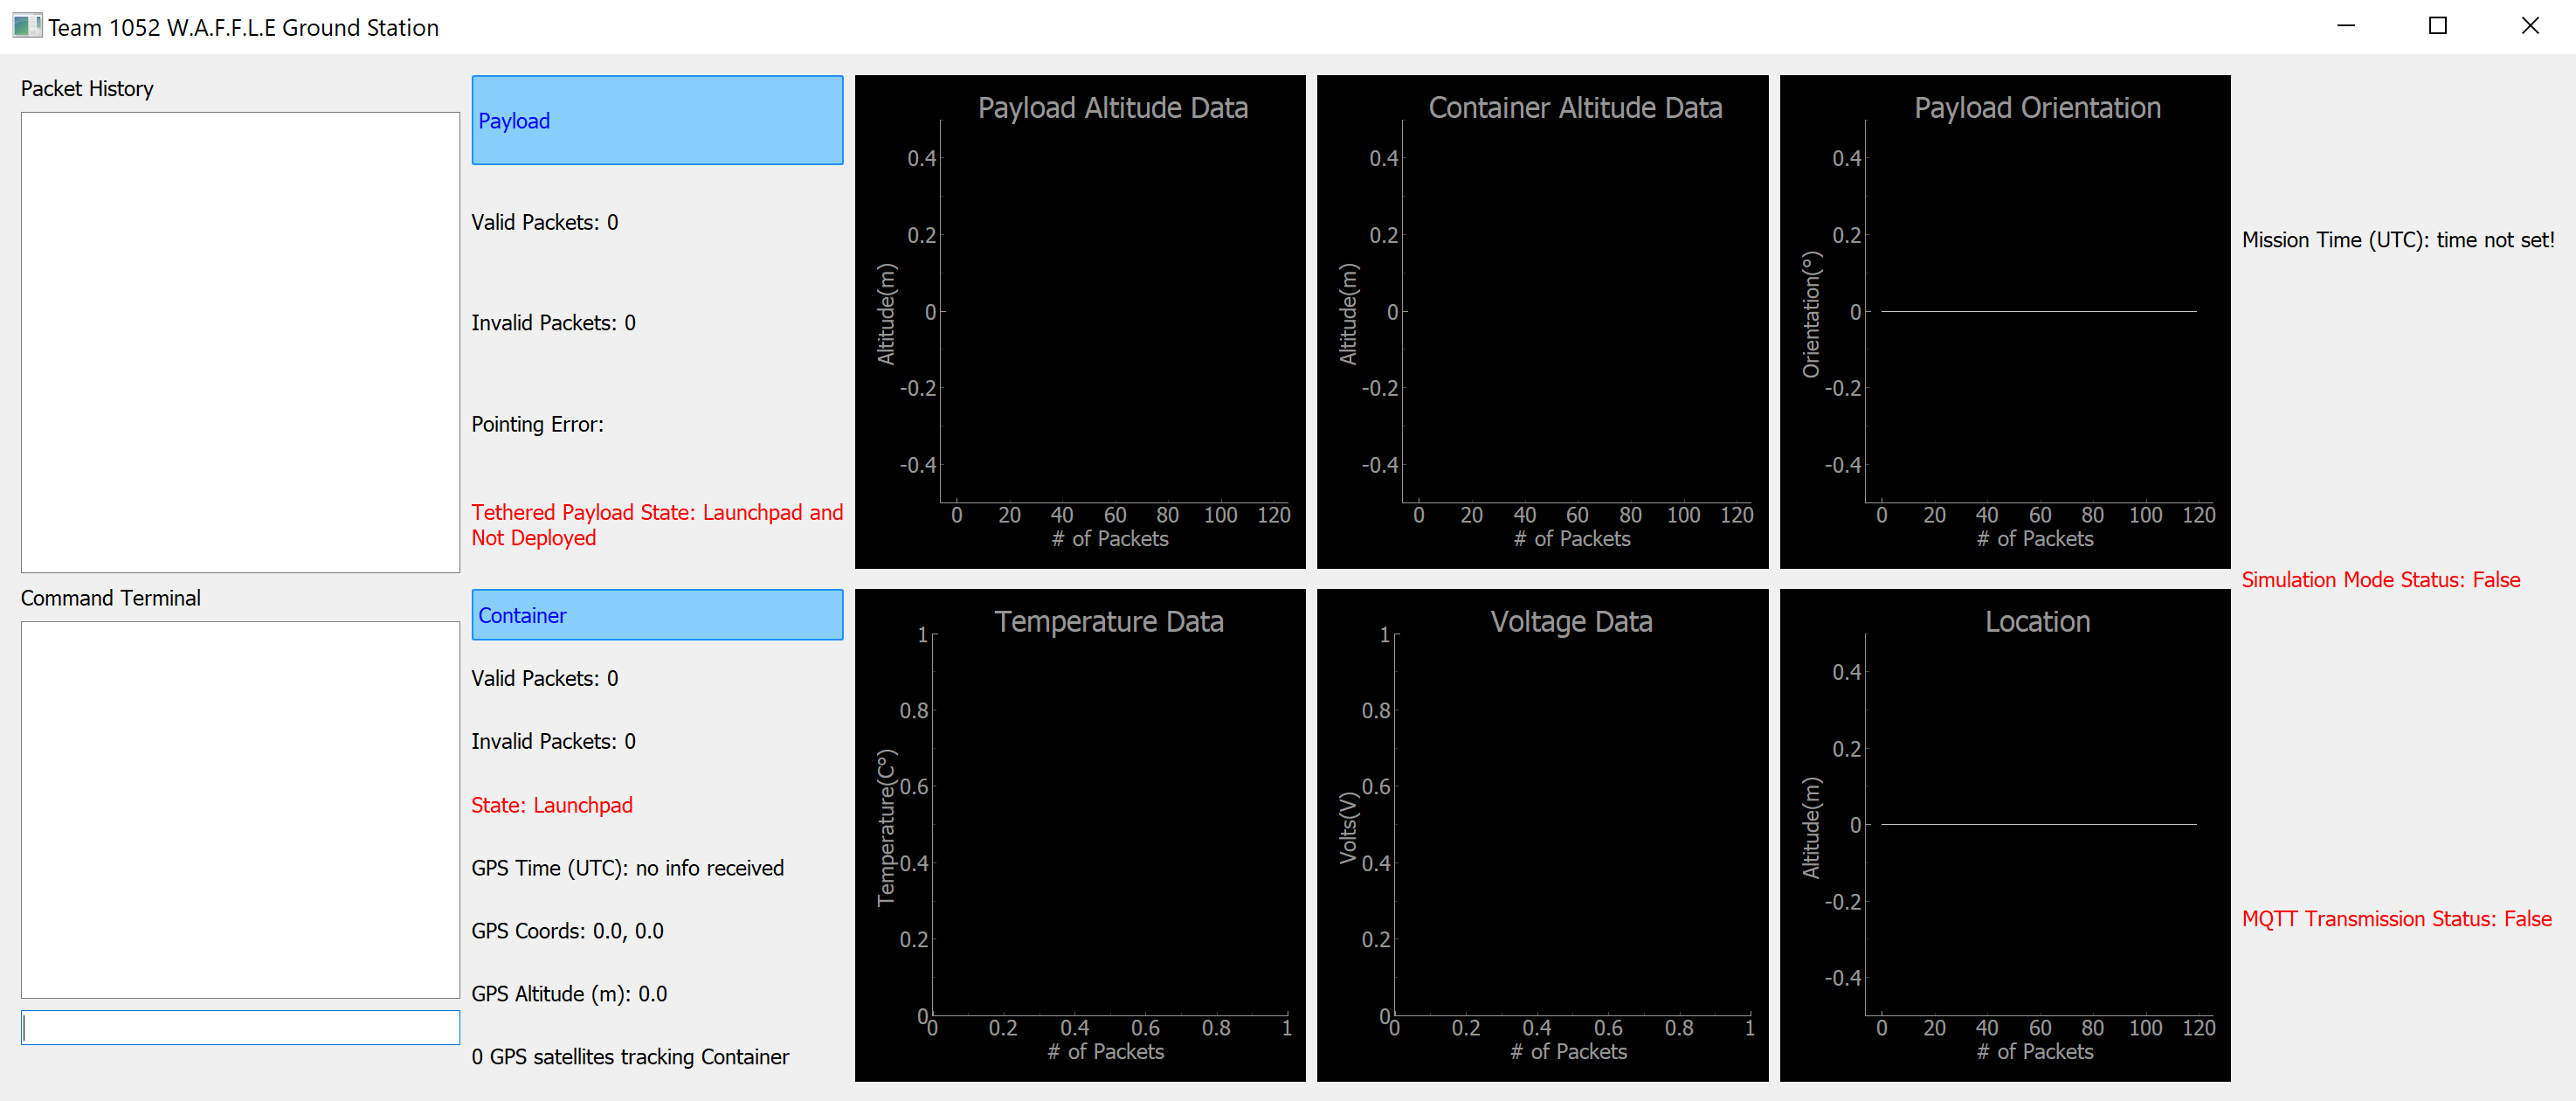 Team 1052 W.A.F.F.L.E Ground Station
Packet History
Command Terminal
Payload
Valid Packets: 0
Invalid Packets: 0
Pointing Error:
Tethered Payload State: Launchpad and
Not Deployed
Container
Valid Packets: 0
Invalid Packets: 0
State: Launchpad
GPS Time (UTC): no info received
GPS Coords: 0.0, 0.0
GPS Altitude (m): 0.0
0 GPS satellites tracking Container
Payload Altitude Data
Altitude(m)
0.4
0.2
0
-0.2
-0.4
0 20 40 60 80 100 120
# of Packets
Container Altitude Data
Altitude(m)
0.4
0.2
0
-0.2
-0.4
0 20 40 60 80 100 120
# of Packets
Payload Orientation
Orientation(°)
0.4
0.2
0
-0.2
-0.4
0 20 40 60 80 100 120
# of Packets
Temperature Data
Temperature(C°)
1
0.8
0.6
0.4
0.2
0
0 0.2 0.4 0.6 0.8 1
# of Packets
Voltage Data
Volts(V)
1
0.8
0.6
0.4
0.2
0
0 0.2 0.4 0.6 0.8 1
# of Packets
Location
Altitude(m)
0.4
0.2
0
-0.2
-0.4
0 20 40 60 80 100 120
# of Packets
Mission Time (UTC): time not set!
Simulation Mode Status: False
MQTT Transmission Status: False